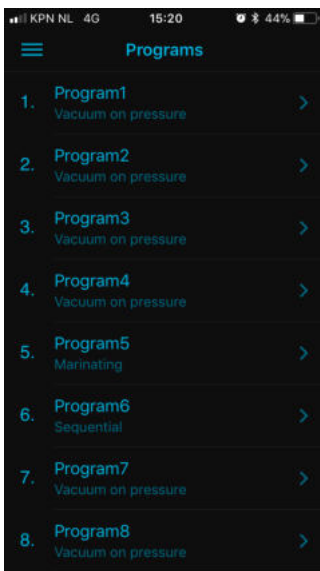 KPN NL 4G 15:20 44%
Programs
1. Program1
Vacuum on pressure
2. Program2
Vacuum on pressure
3. Program3
Vacuum on pressure
4. Program4
Vacuum on pressure
5. Program5
Marinating
6. Program6
Sequential
7. Program7
Vacuum on pressure
8. Program8
Vacuum on pressure